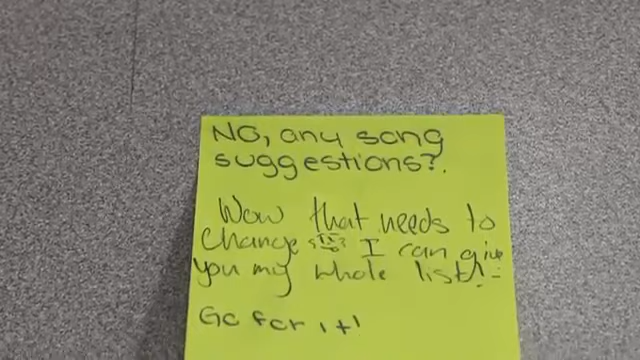 NO, any song
suggestions?.
Wow that needs to
change I can give
you my whole list!
Go for it!